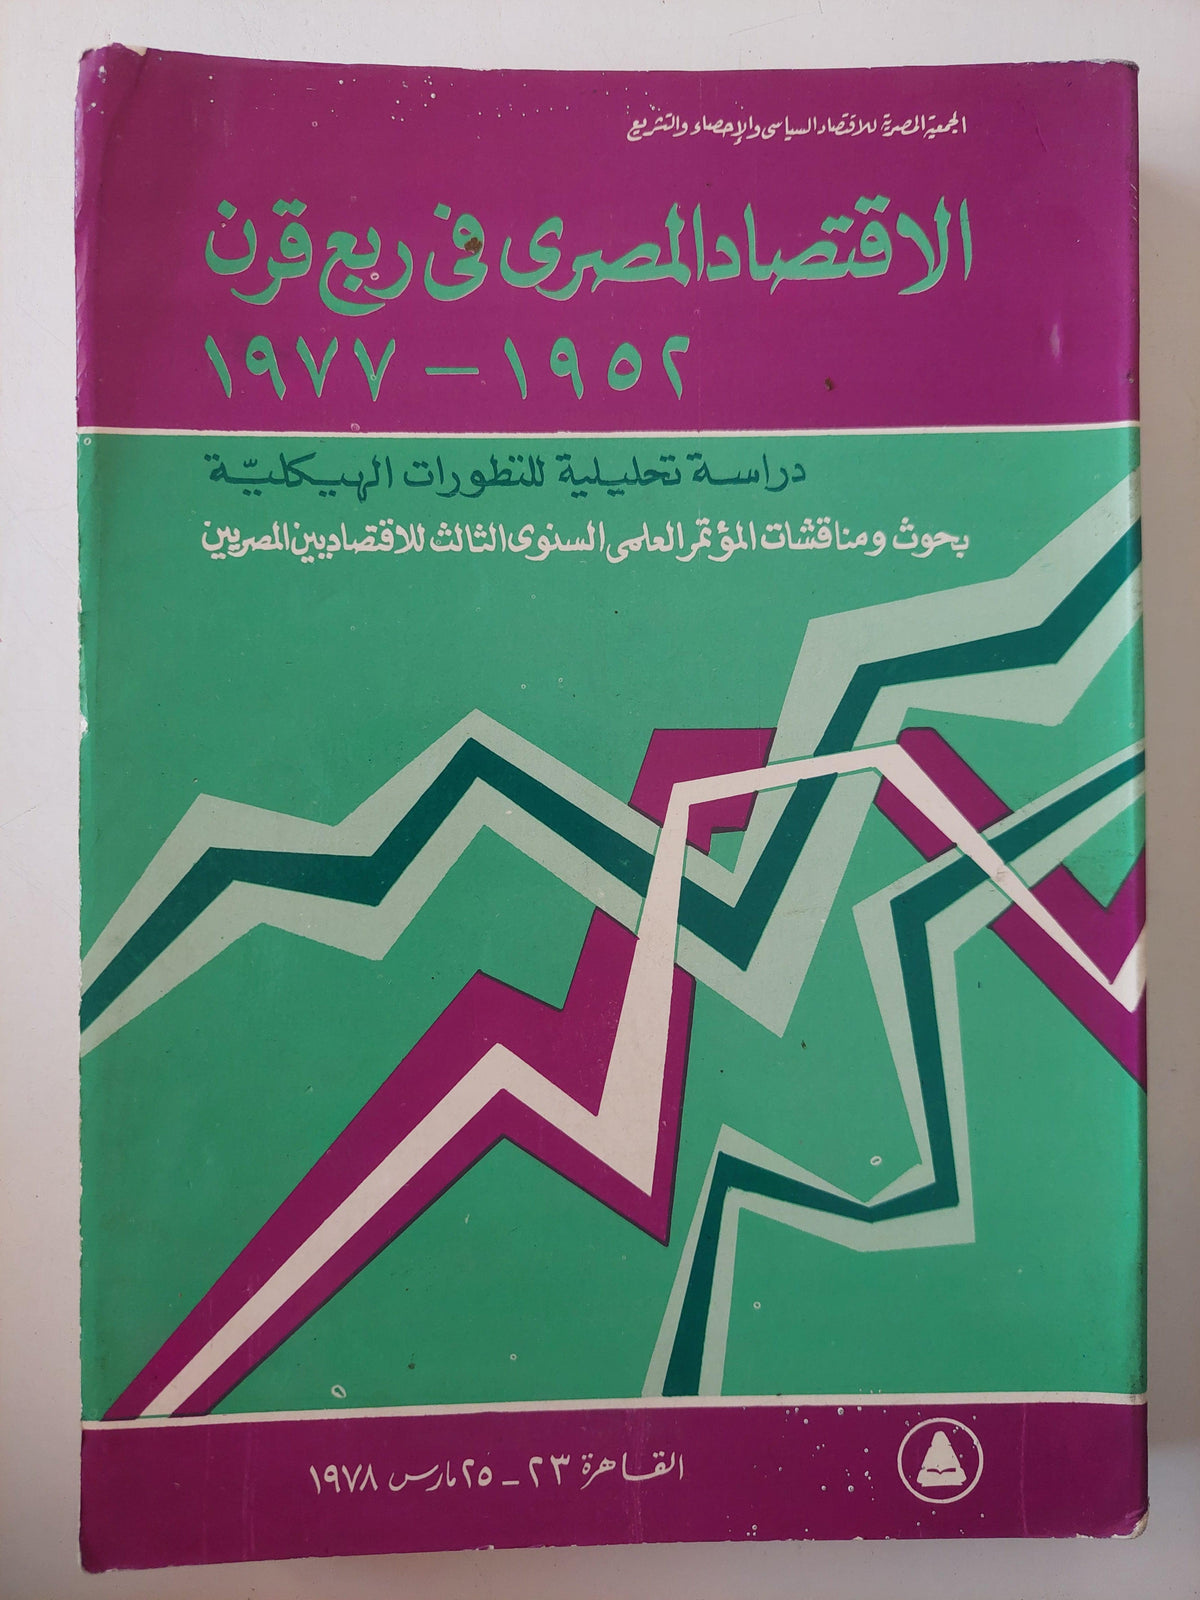 الجمعية المصرية للاقتصاد السياسى والإحصاء والتشريع
الاقتصاد المصرى فى ربع قرن
١٩٥٢ – ١٩٧٧
دراسة تحليلية للتطورات الهيكليّة
بحوث ومناقشات المؤتمر العلمى السنوى الثالث للاقتصاديين المصريين
القاهرة ٢٣ – ٢٥ مارس ١٩٧٨